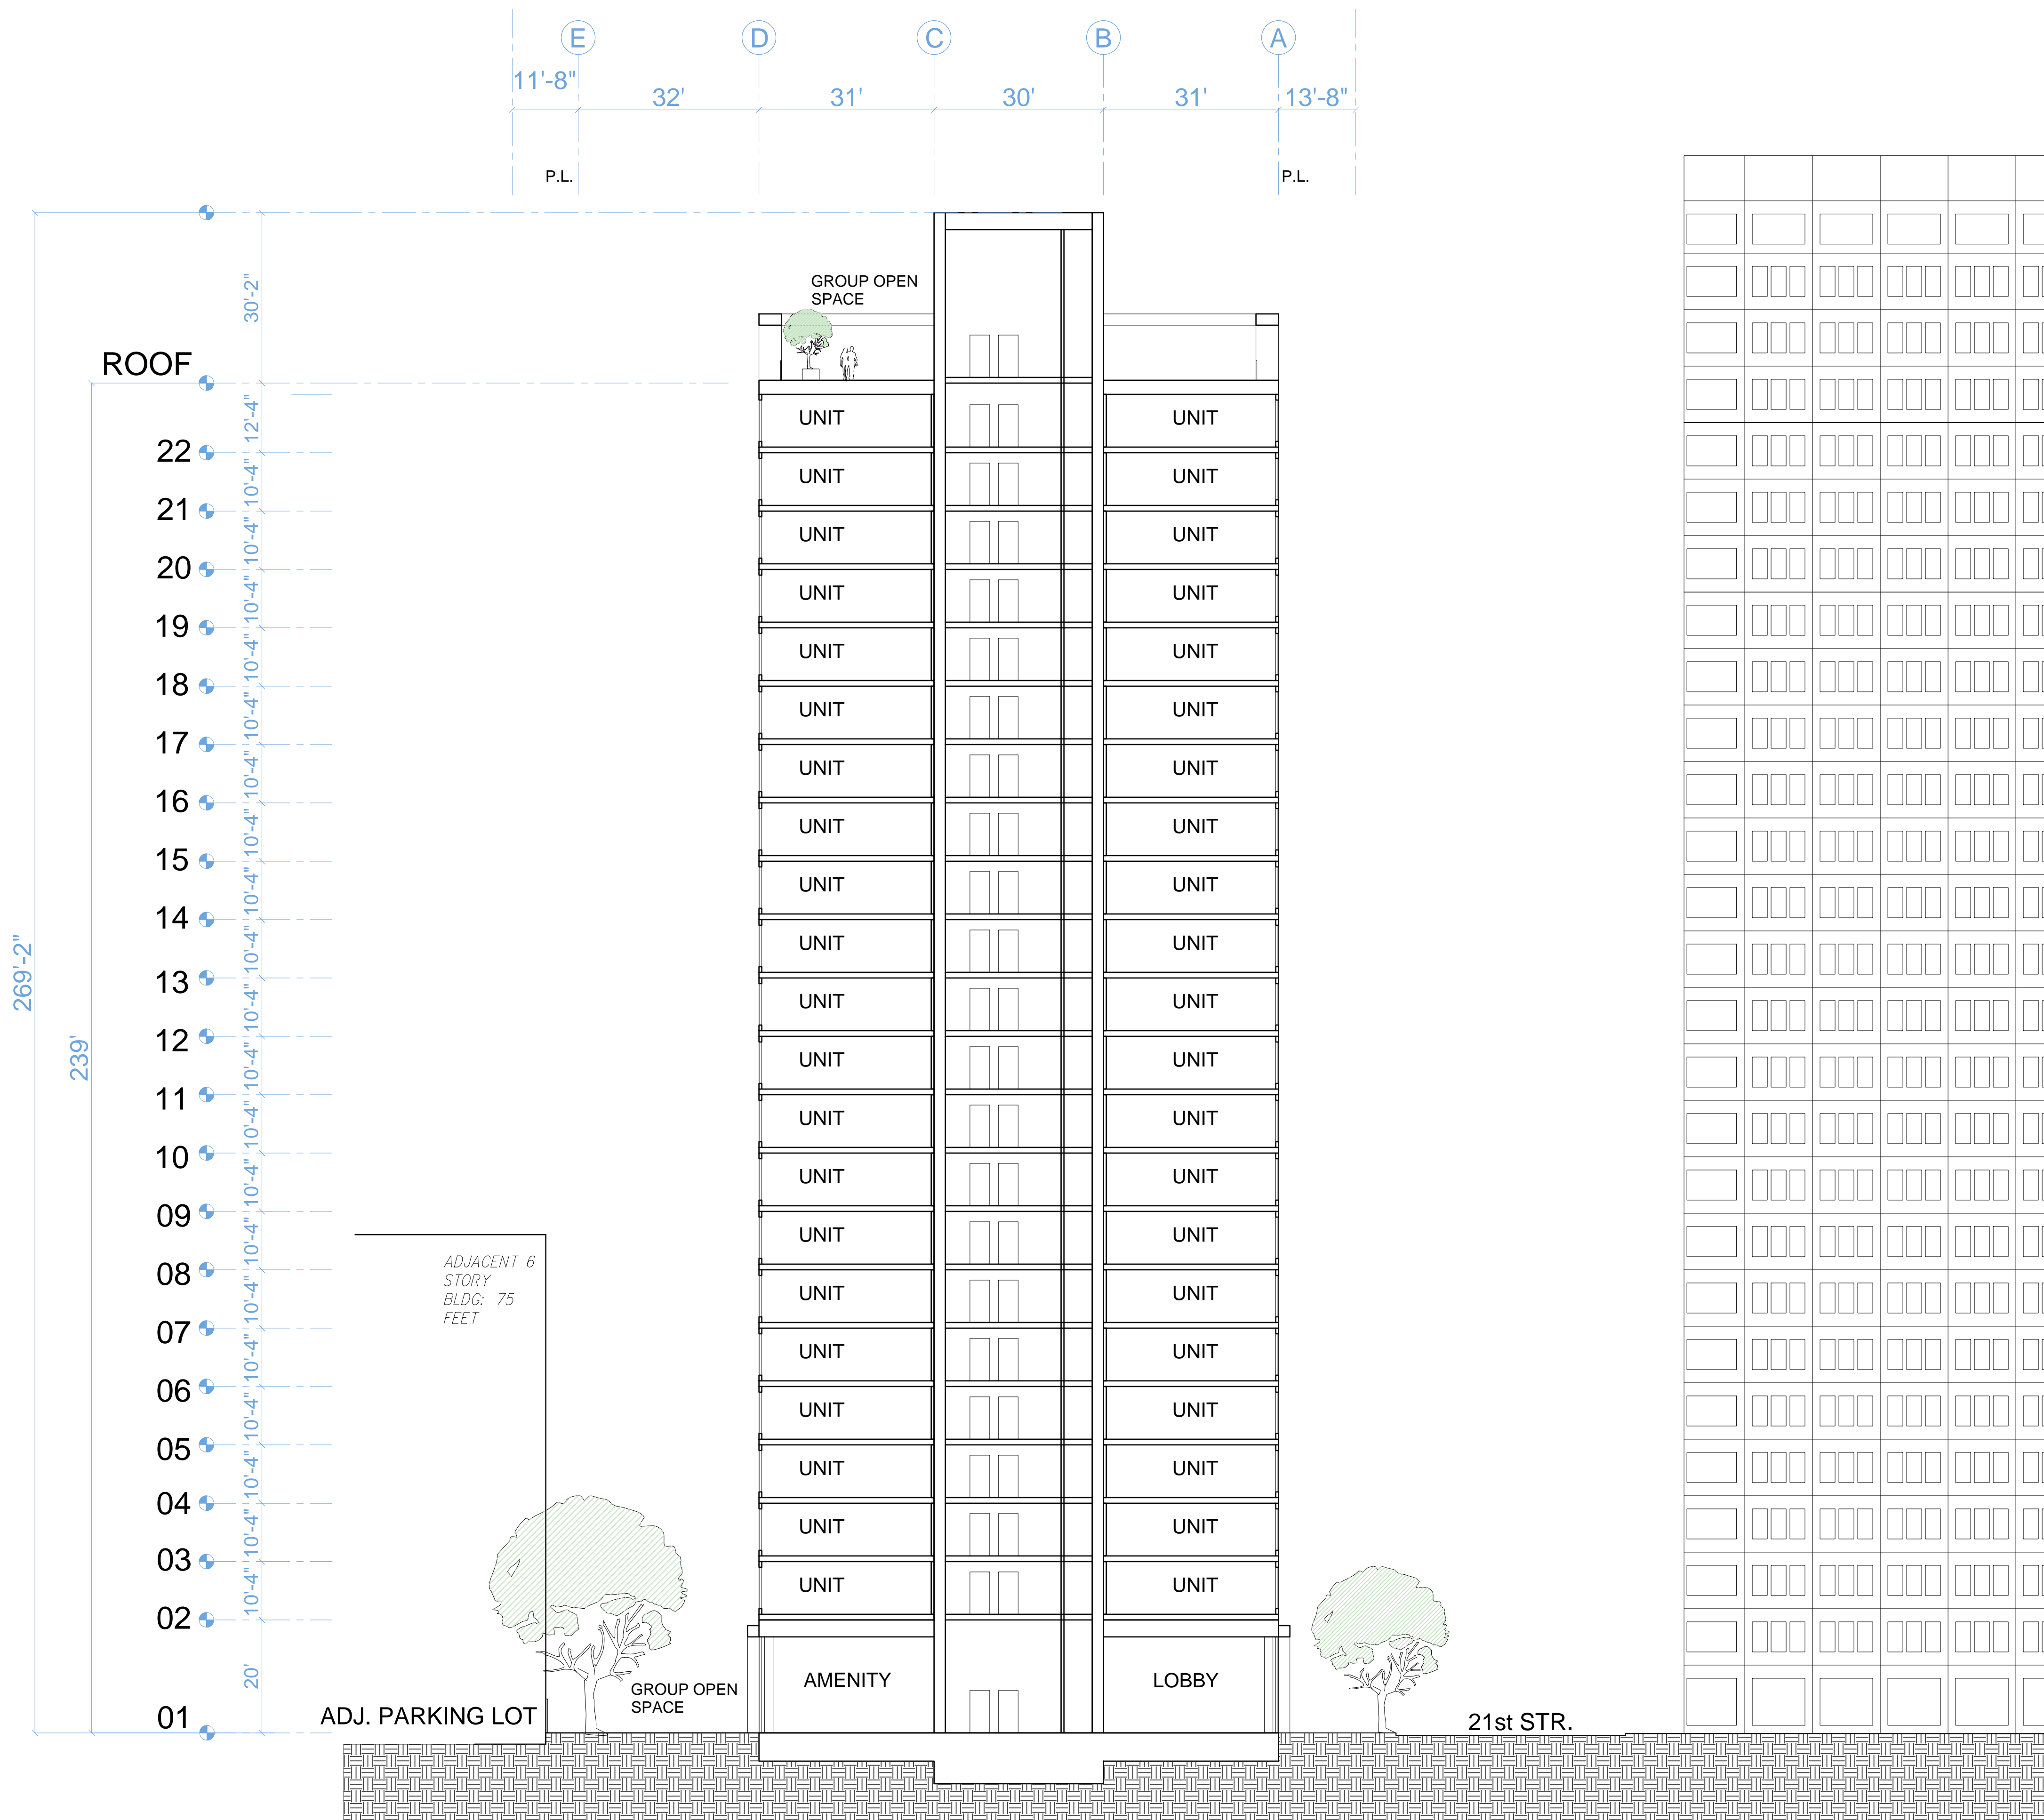 E D C B A
11'-8" 32' 31' 30' 31' 13'-8"
P.L. P.L.
GROUP OPEN
SPACE
30'-2"
ROOF
12'-4"
UNIT UNIT
22
10'-4"
UNIT UNIT
21
10'-4"
UNIT UNIT
20
10'-4"
UNIT UNIT
19
10'-4"
UNIT UNIT
18
10'-4"
UNIT UNIT
17
10'-4"
UNIT UNIT
16
10'-4"
UNIT UNIT
15
10'-4"
UNIT UNIT
14
10'-4"
UNIT UNIT
13
10'-4"
UNIT UNIT
12
10'-4"
UNIT UNIT
11
10'-4"
UNIT UNIT
10
10'-4"
UNIT UNIT
09
10'-4"
UNIT UNIT
08
10'-4"
UNIT UNIT
07
10'-4"
UNIT UNIT
06
10'-4"
UNIT UNIT
05
10'-4"
UNIT UNIT
04
10'-4"
UNIT UNIT
03
10'-4"
UNIT UNIT
02
20'
01
269'-2"
239'
ADJACENT 6
STORY
BLDG: 75
FEET
AMENITY LOBBY
GROUP OPEN
SPACE
ADJ. PARKING LOT
21st STR.